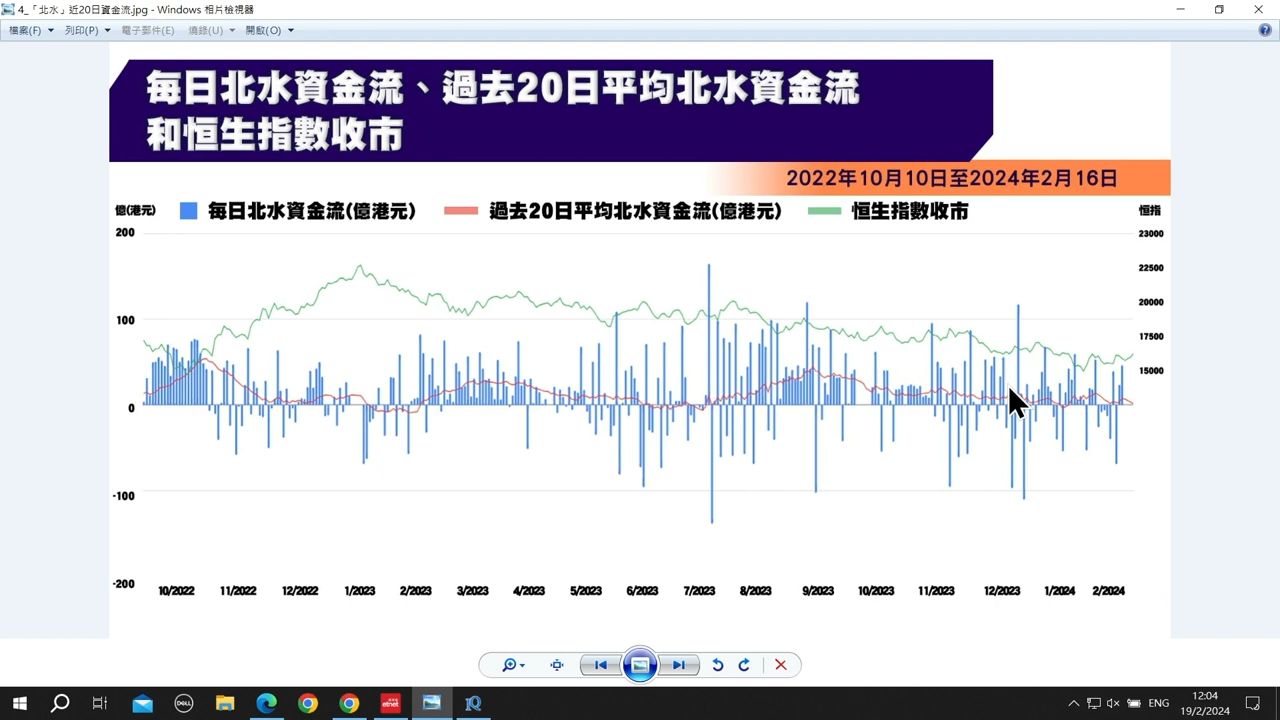 4_「北水」近20日資金流.jpg - Windows 相片檢視器
檔案(F) 列印(P) 電子郵件(E) 燒錄(U) 開啟(O)
每日北水資金流、過去20日平均北水資金流
和恒生指數收市
2022年10月10日至2024年2月16日
億(港元) 每日北水資金流(億港元) 過去20日平均北水資金流(億港元) 恒生指數收市 恒指
200 23000
22500
20000
100 17500
15000
0
-100
-200
10/2022 11/2022 12/2022 1/2023 2/2023 3/2023 4/2023 5/2023 6/2023 7/2023 8/2023 9/2023 10/2023 11/2023 12/2023 1/2024 2/2024
DELL etnet IQ ENG 12:04
19/2/2024